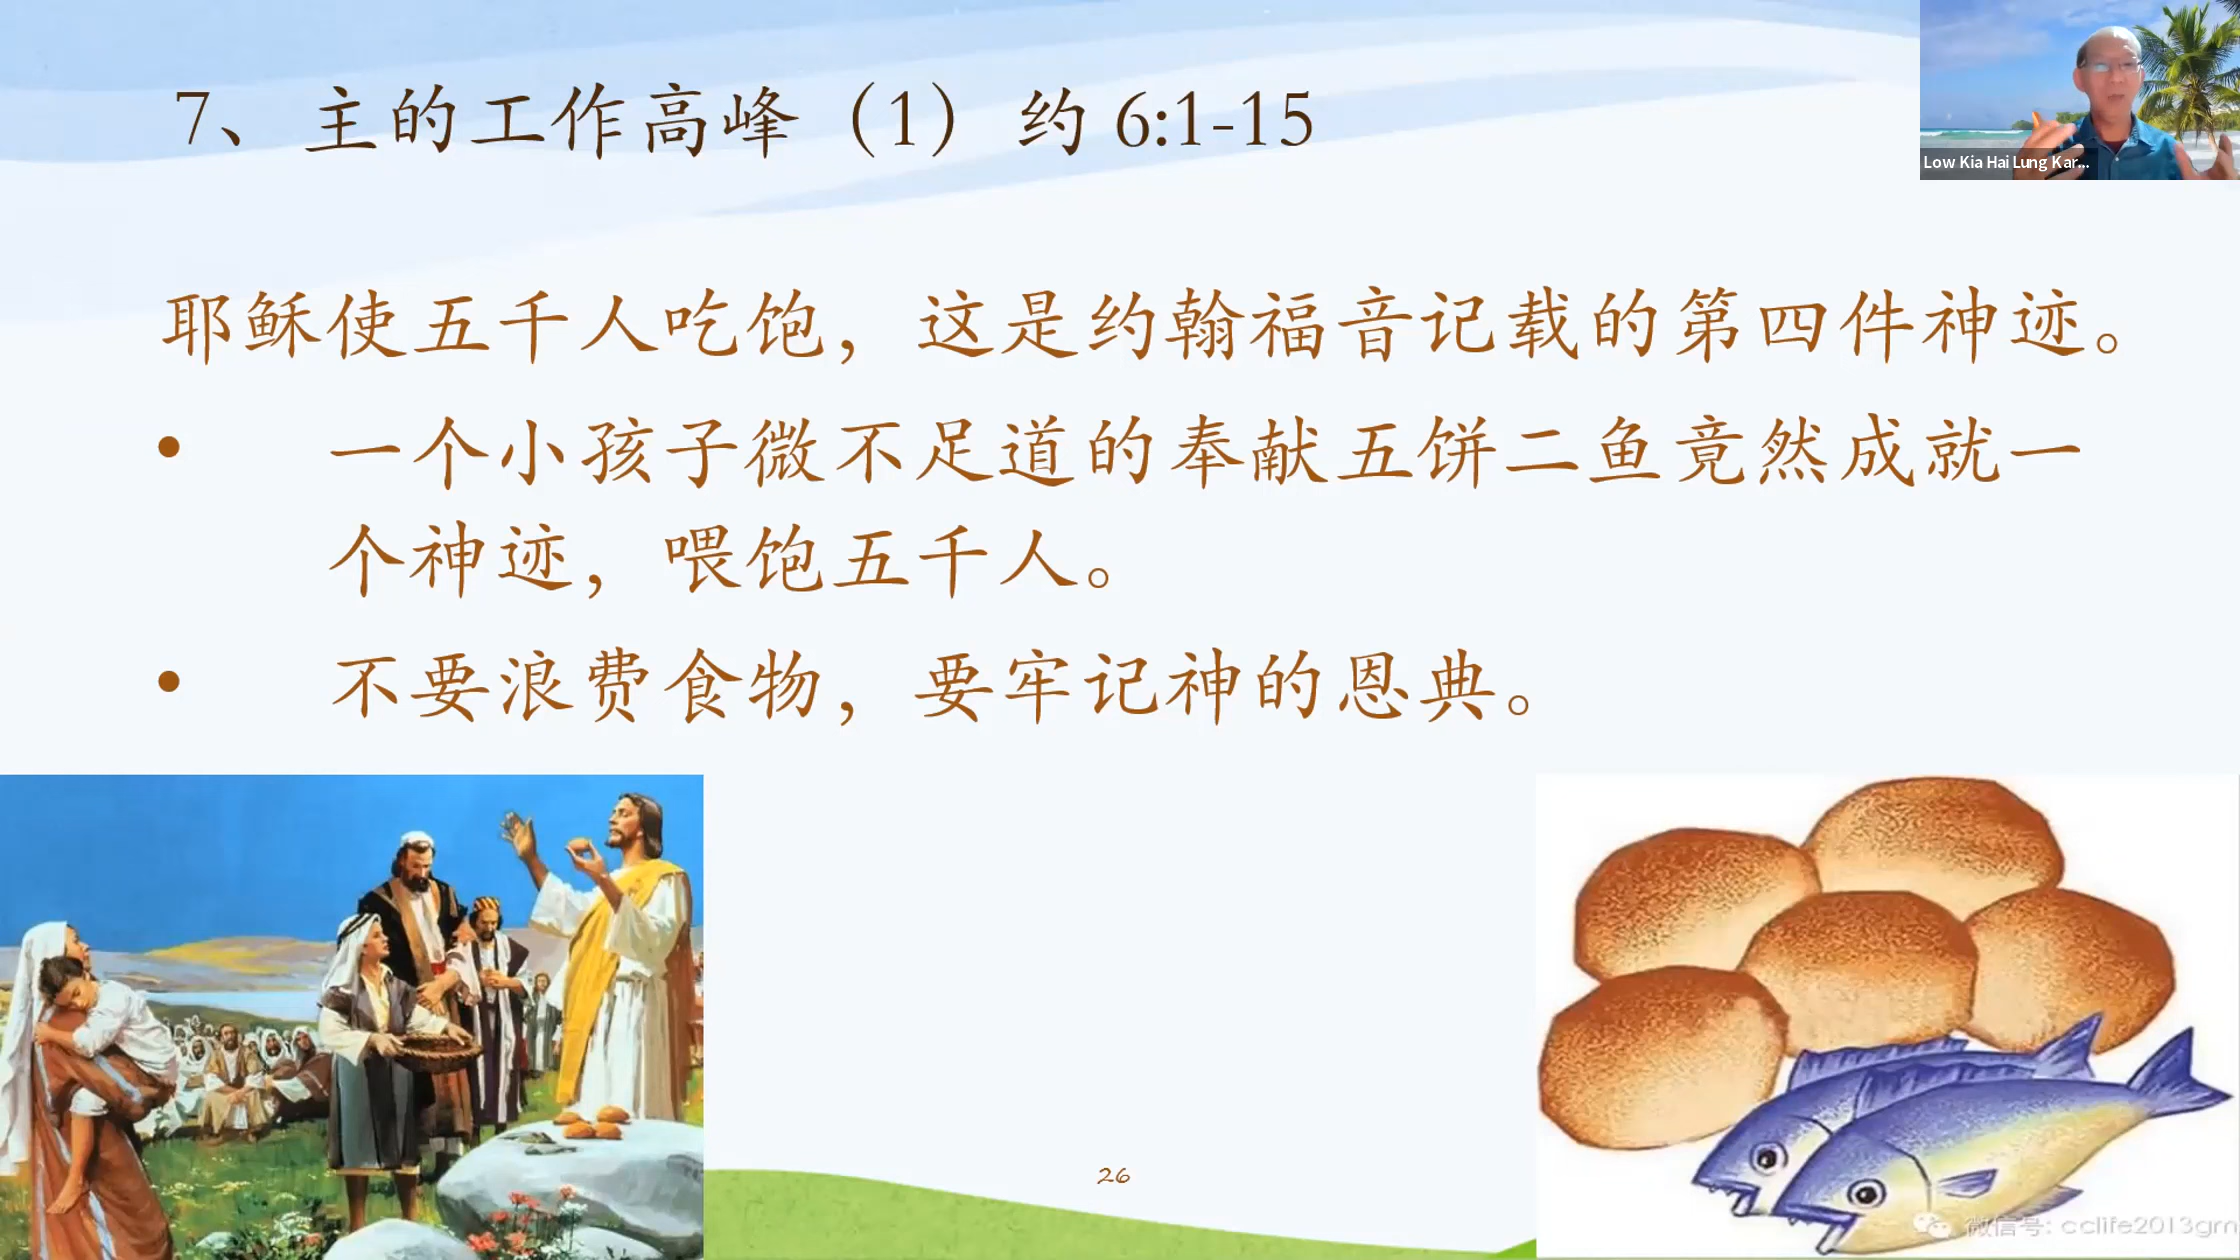 7、主的工作高峰（1） 约 6:1-15
Low Kia Hai Lung Kar...
耶稣使五千人吃饱，这是约翰福音记载的第四件神迹。
• 一个小孩子微不足道的奉献五饼二鱼竟然成就一
个神迹，喂饱五千人。
• 不要浪费食物，要牢记神的恩典。
26
微信号: cclife2013gm